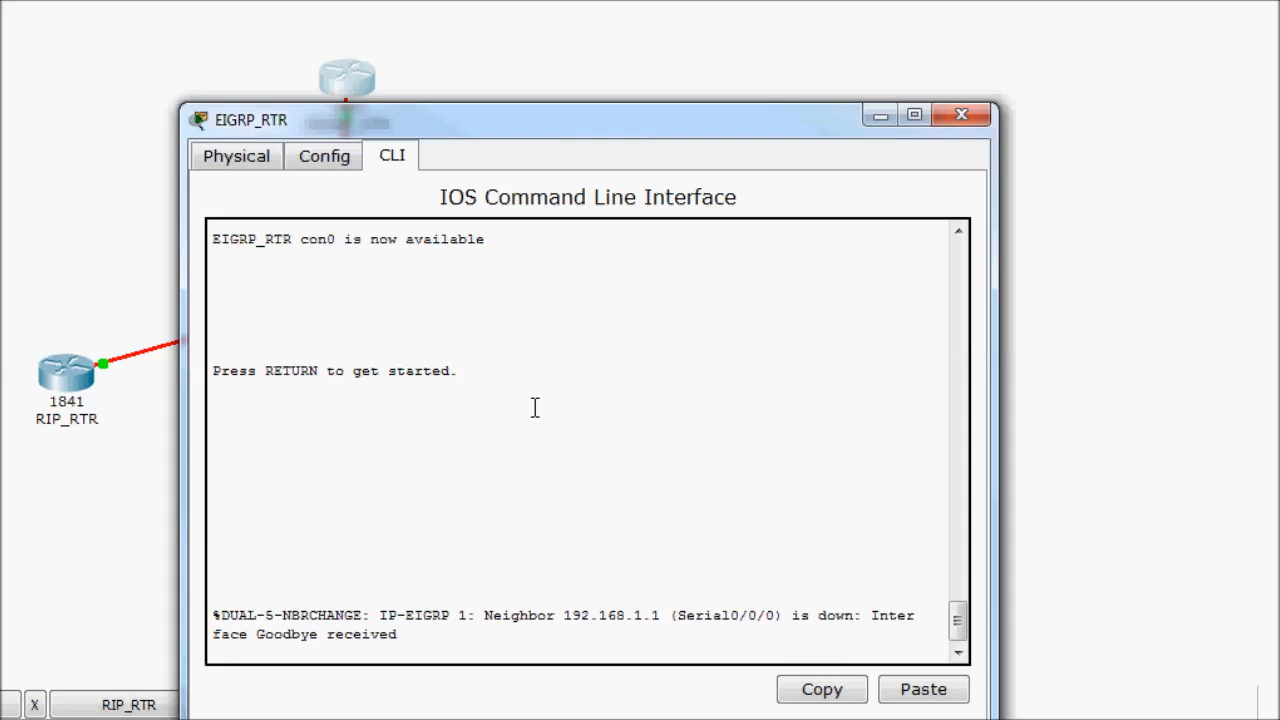 EIGRP_RTR
Physical
Config
CLI
IOS Command Line Interface
EIGRP_RTR con0 is now available
Press RETURN to get started.
1841
RIP_RTR
%DUAL-5-NBRCHANGE: IP-EIGRP 1: Neighbor 192.168.1.1 (Serial0/0/0) is down: Inter
face Goodbye received
Copy
Paste
X
RIP_RTR